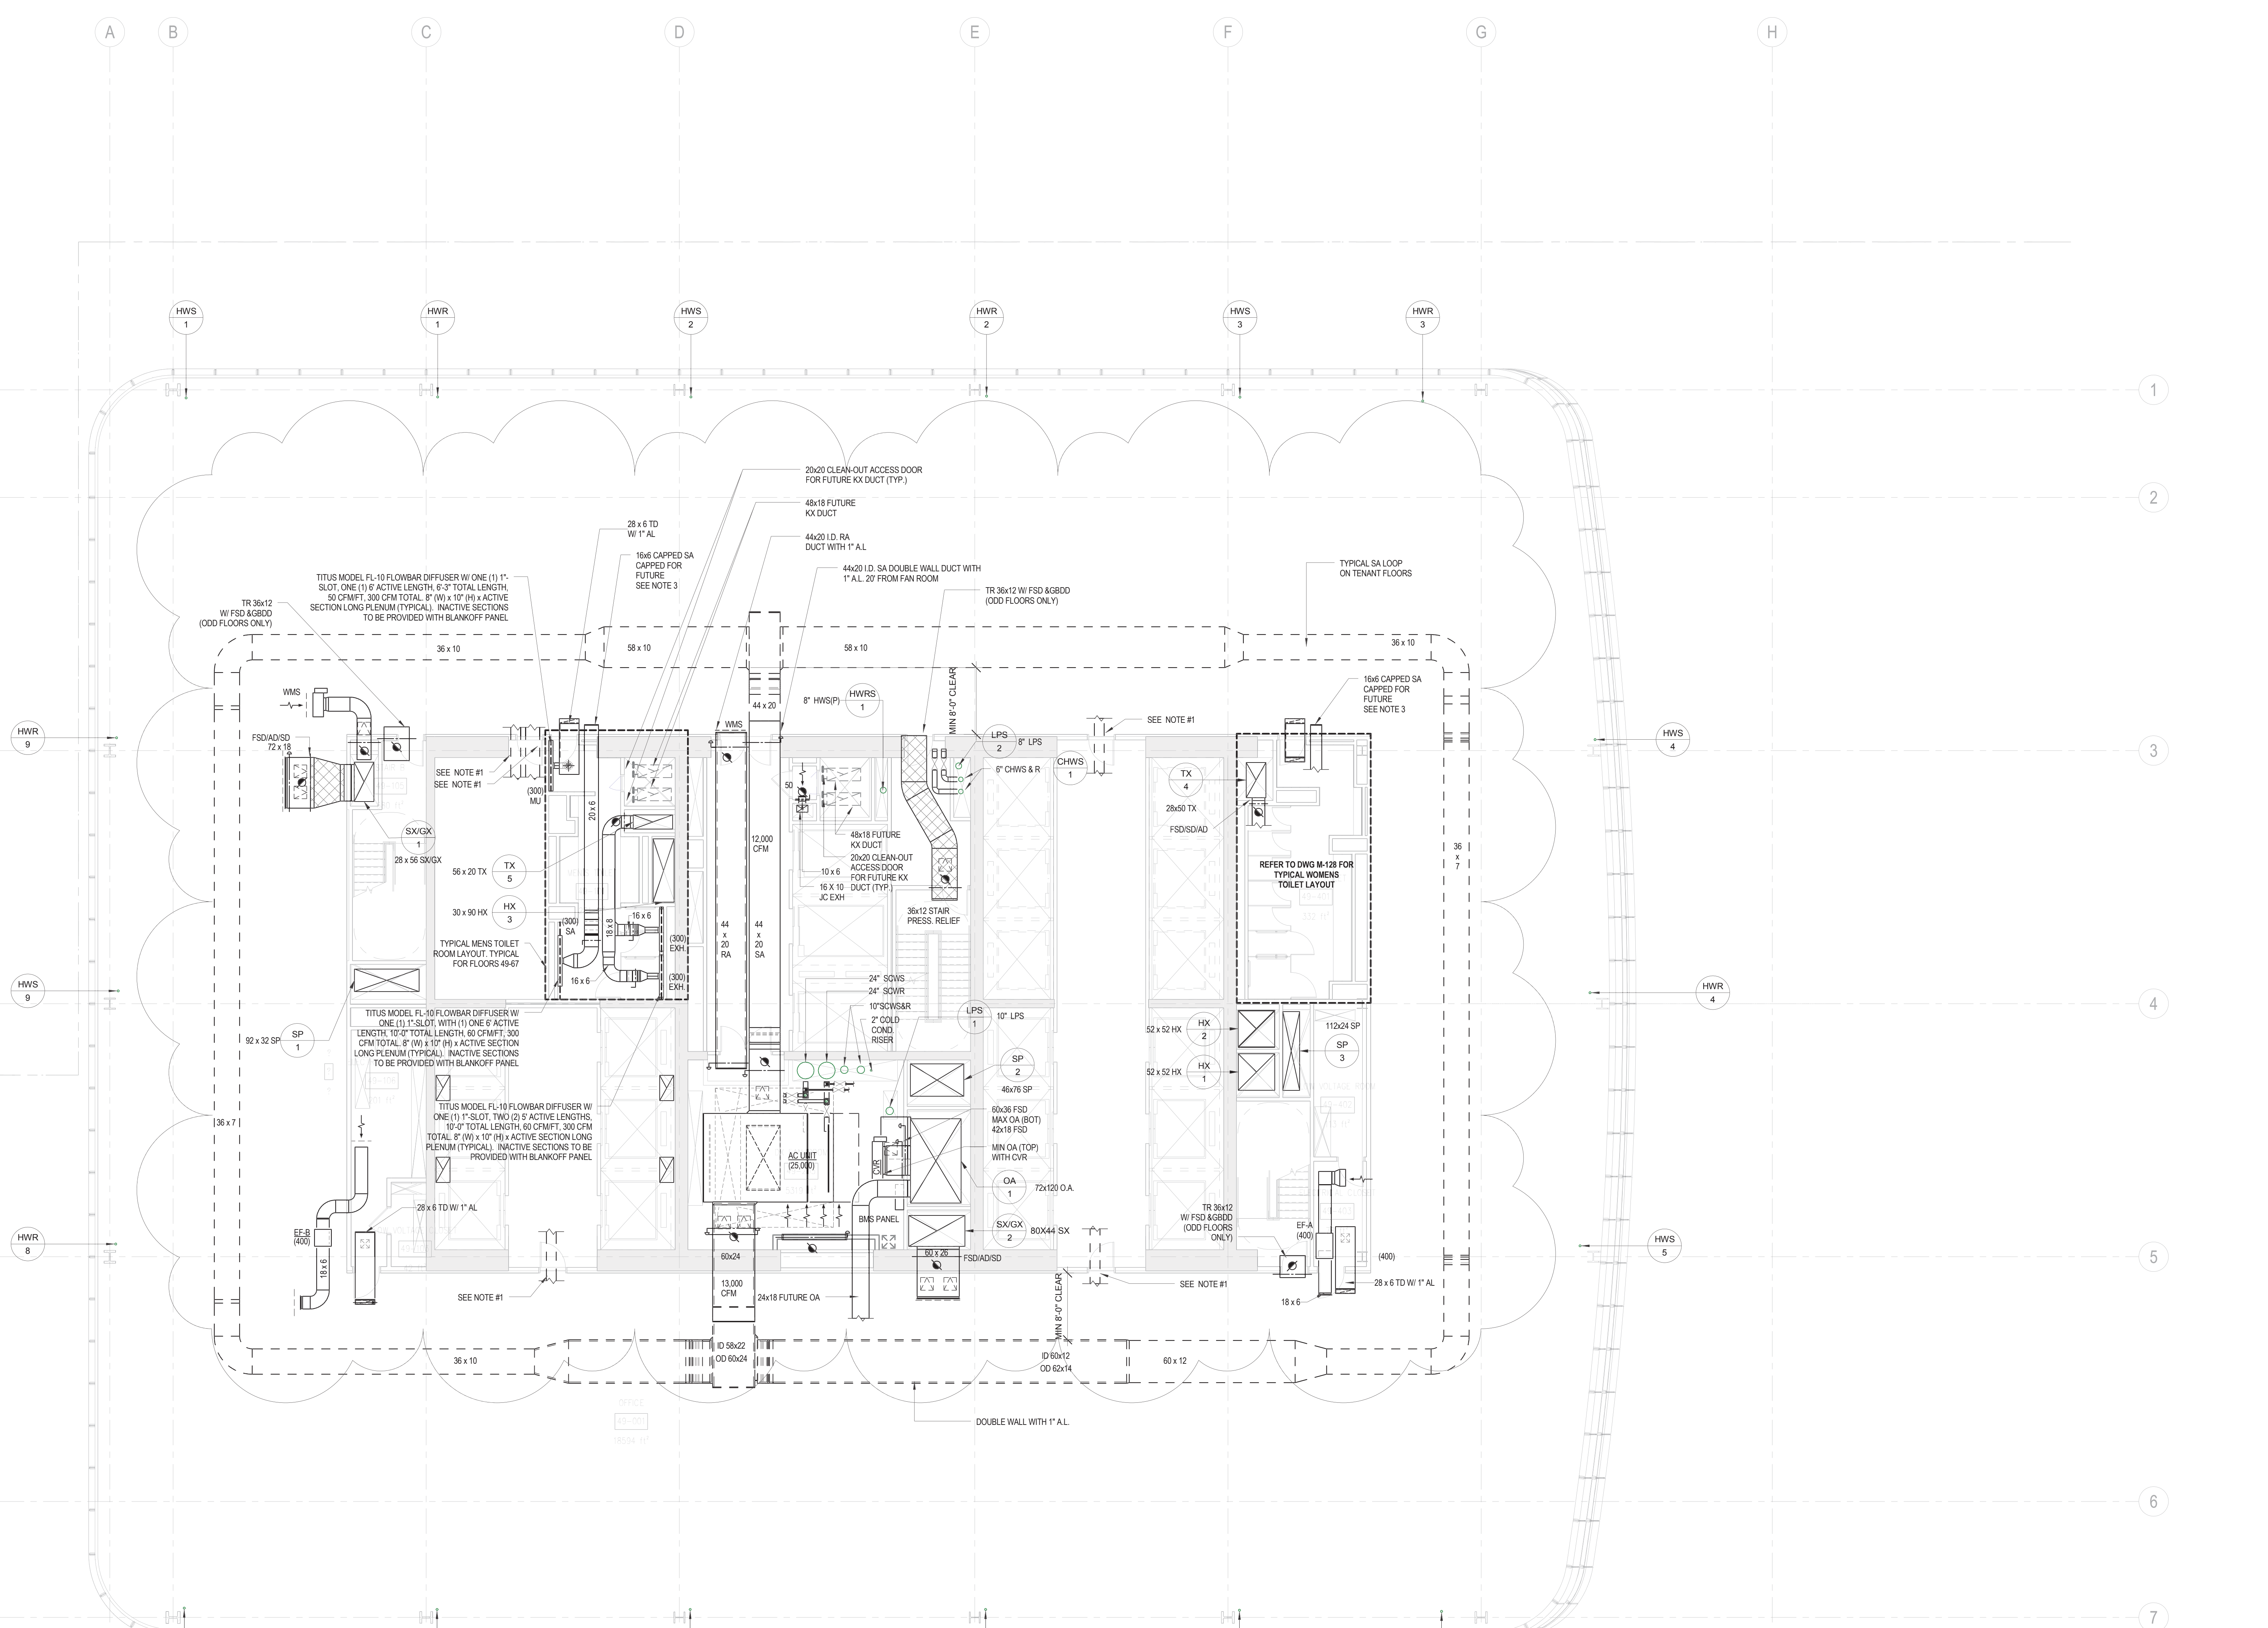 A
B
C
D
E
F
G
H
HWS
1
HWR
1
HWS
2
HWR
2
HWS
3
HWR
3
1
2
3
4
5
6
7
20x20 CLEAN-OUT ACCESS DOOR
FOR FUTURE KX DUCT (TYP.)
48x18 FUTURE
KX DUCT
28 x 6 TD
W/ 1" AL
44x20 I.D. RA
DUCT WITH 1" A.L
16x6 CAPPED SA
CAPPED FOR
FUTURE
SEE NOTE 3
44x20 I.D. SA DOUBLE WALL DUCT WITH
1" A.L. 20' FROM FAN ROOM
TYPICAL SA LOOP
ON TENANT FLOORS
TITUS MODEL FL-10 FLOWBAR DIFFUSER W/ ONE (1) 1"-
SLOT, ONE (1) 6' ACTIVE LENGTH, 6'-3" TOTAL LENGTH,
50 CFM/FT, 300 CFM TOTAL. 8" (W) x 10" (H) x ACTIVE
SECTION LONG PLENUM (TYPICAL). INACTIVE SECTIONS
TO BE PROVIDED WITH BLANKOFF PANEL
TR 36x12
W/ FSD &GBDD
(ODD FLOORS ONLY)
TR 36x12 W/ FSD &GBDD
(ODD FLOORS ONLY)
36 x 10
58 x 10
58 x 10
36 x 10
16x6 CAPPED SA
CAPPED FOR
FUTURE
SEE NOTE 3
MIN 8'-0" CLEAR
WMS
8" HWS(P)
HWRS
1
44 x 20
WMS
SEE NOTE #1
HWR
9
HWS
4
FSD/AD/SD
72 x 18
LPS
2
8" LPS
6" CHWS & R
CHWS
1
SEE NOTE #1
SEE NOTE #1
(300)
MU
50
TX
4
28x50 TX
FSD/SD/AD
20 x 6
SX/GX
1
28 x 56 SX/GX
12,000
CFM
48x18 FUTURE
KX DUCT
20x20 CLEAN-OUT
ACCESS DOOR
FOR FUTURE KX
DUCT (TYP.)
10 x 6
16 X 10
JC EXH
56 x 20 TX
TX
5
REFER TO DWG M-128 FOR
TYPICAL WOMENS
TOILET LAYOUT
36
x
7
30 x 90 HX
HX
3
(300)
SA
18 x 8
16 x 6
36x12 STAIR
PRESS. RELIEF
TYPICAL MENS TOILET
ROOM LAYOUT. TYPICAL
FOR FLOORS 49-67
(300)
EXH.
44
x
20
RA
44
x
20
SA
16 x 6
(300)
EXH.
24" SCWS
24" SCWR
10"SCWS&R
2" COLD
COND.
RISER
HWS
9
HWR
4
LPS
1
10" LPS
TITUS MODEL FL-10 FLOWBAR DIFFUSER W/
ONE (1) 1"-SLOT, WITH (1) ONE 6' ACTIVE
LENGTH, 10'-0" TOTAL LENGTH, 60 CFM/FT, 300
CFM TOTAL. 8" (W) x 10" (H) x ACTIVE SECTION
LONG PLENUM (TYPICAL). INACTIVE SECTIONS
TO BE PROVIDED WITH BLANKOFF PANEL
92 x 32 SP
SP
1
52 x 52 HX
HX
2
112x24 SP
SP
3
52 x 52 HX
HX
1
SP
2
46x76 SP
TITUS MODEL FL-10 FLOWBAR DIFFUSER W/
ONE (1) 1"-SLOT, TWO (2) 5' ACTIVE LENGTHS,
10'-0" TOTAL LENGTH, 60 CFM/FT, 300 CFM
TOTAL. 8" (W) x 10" (H) x ACTIVE SECTION LONG
PLENUM (TYPICAL). INACTIVE SECTIONS TO BE
PROVIDED WITH BLANKOFF PANEL
36 x 7
60x36 FSD
MAX OA (BOT)
42x18 FSD
MIN OA (TOP)
WITH CVR
AC UNIT
(25,000)
CVR
OA
1
72x120 O.A.
28 x 6 TD W/ 1" AL
BMS PANEL
SX/GX
2
80X44 SX
TR 36x12
W/ FSD &GBDD
(ODD FLOORS
ONLY)
EF-A
(400)
EF-B
(400)
HWR
8
HWS
5
60x24
60 x 26
FSD/AD/SD
(400)
18 x 6
13,000
CFM
MIN 8'-0" CLEAR
SEE NOTE #1
24x18 FUTURE OA
SEE NOTE #1
28 x 6 TD W/ 1" AL
18 x 6
36 x 10
ID 58x22
OD 60x24
ID 60x12
OD 62x14
60 x 12
OFFICE
DOUBLE WALL WITH 1" A.L.